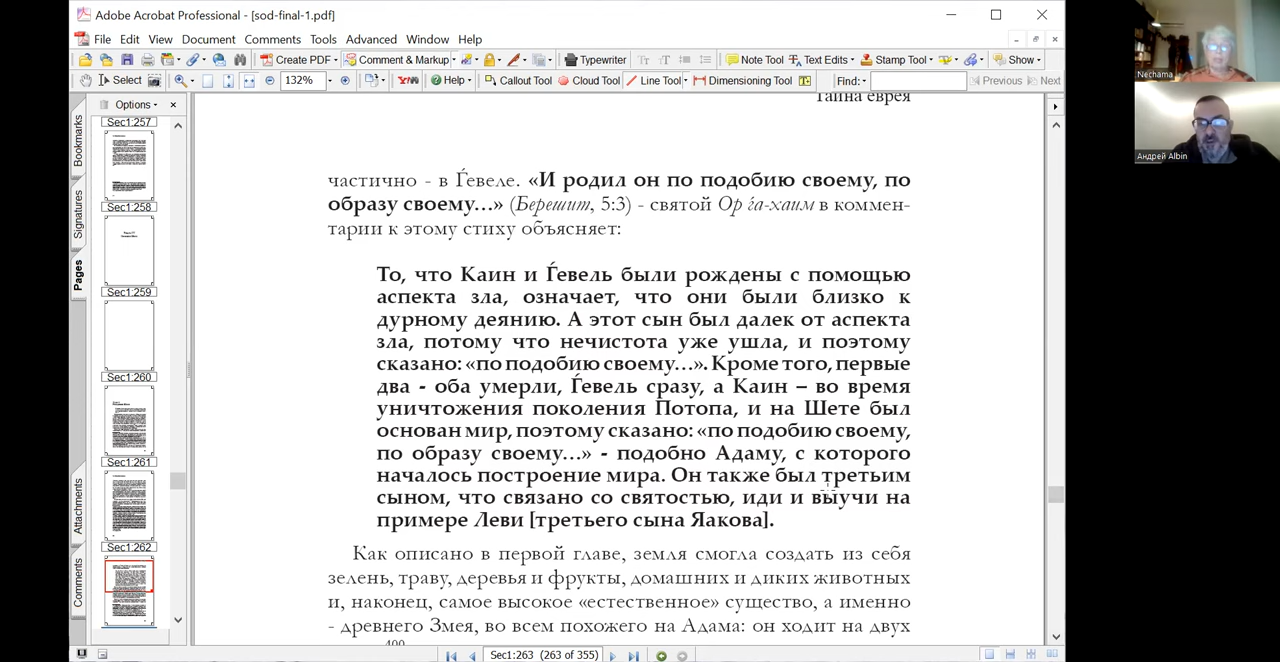 Adobe Acrobat Professional - [sod-final-1.pdf]
File Edit View Document Comments Tools Advanced Window Help
Create PDF Comment & Markup Typewriter Note Tool Text Edits Stamp Tool Show
Select 132% Help Callout Tool Cloud Tool Line Tool Dimensioning Tool Find: Previous Next
Options
Bookmarks
Signatures
Pages
Attachments
Comments
Sec1:257
Sec1:258
Sec1:259
Sec1:260
Sec1:261
Sec1:262
Тайна еврея
частично - в Ѓевеле. «И родил он по подобию своему, по
образу своему...» (Берешит, 5:3) - святой Ор ѓа-хаим в коммен-
тарии к этому стиху объясняет:
То, что Каин и Ѓевель были рождены с помощью
аспекта зла, означает, что они были близко к
дурному деянию. А этот сын был далек от аспекта
зла, потому что нечистота уже ушла, и поэтому
сказано: «по подобию своему...». Кроме того, первые
два - оба умерли, Ѓевель сразу, а Каин – во время
уничтожения поколения Потопа, и на Шете был
основан мир, поэтому сказано: «по подобию своему,
по образу своему...» - подобно Адаму, с которого
началось построение мира. Он также был третьим
сыном, что связано со святостью, иди и выучи на
примере Леви [третьего сына Яакова].
Как описано в первой главе, земля смогла создать из себя
зелень, траву, деревья и фрукты, домашних и диких животных
и, наконец, самое высокое «естественное» существо, а именно
- древнего Змея, во всем похожего на Адама: он ходит на двух
Sec1:263 (263 of 355)
Nechama
Андрей Albin